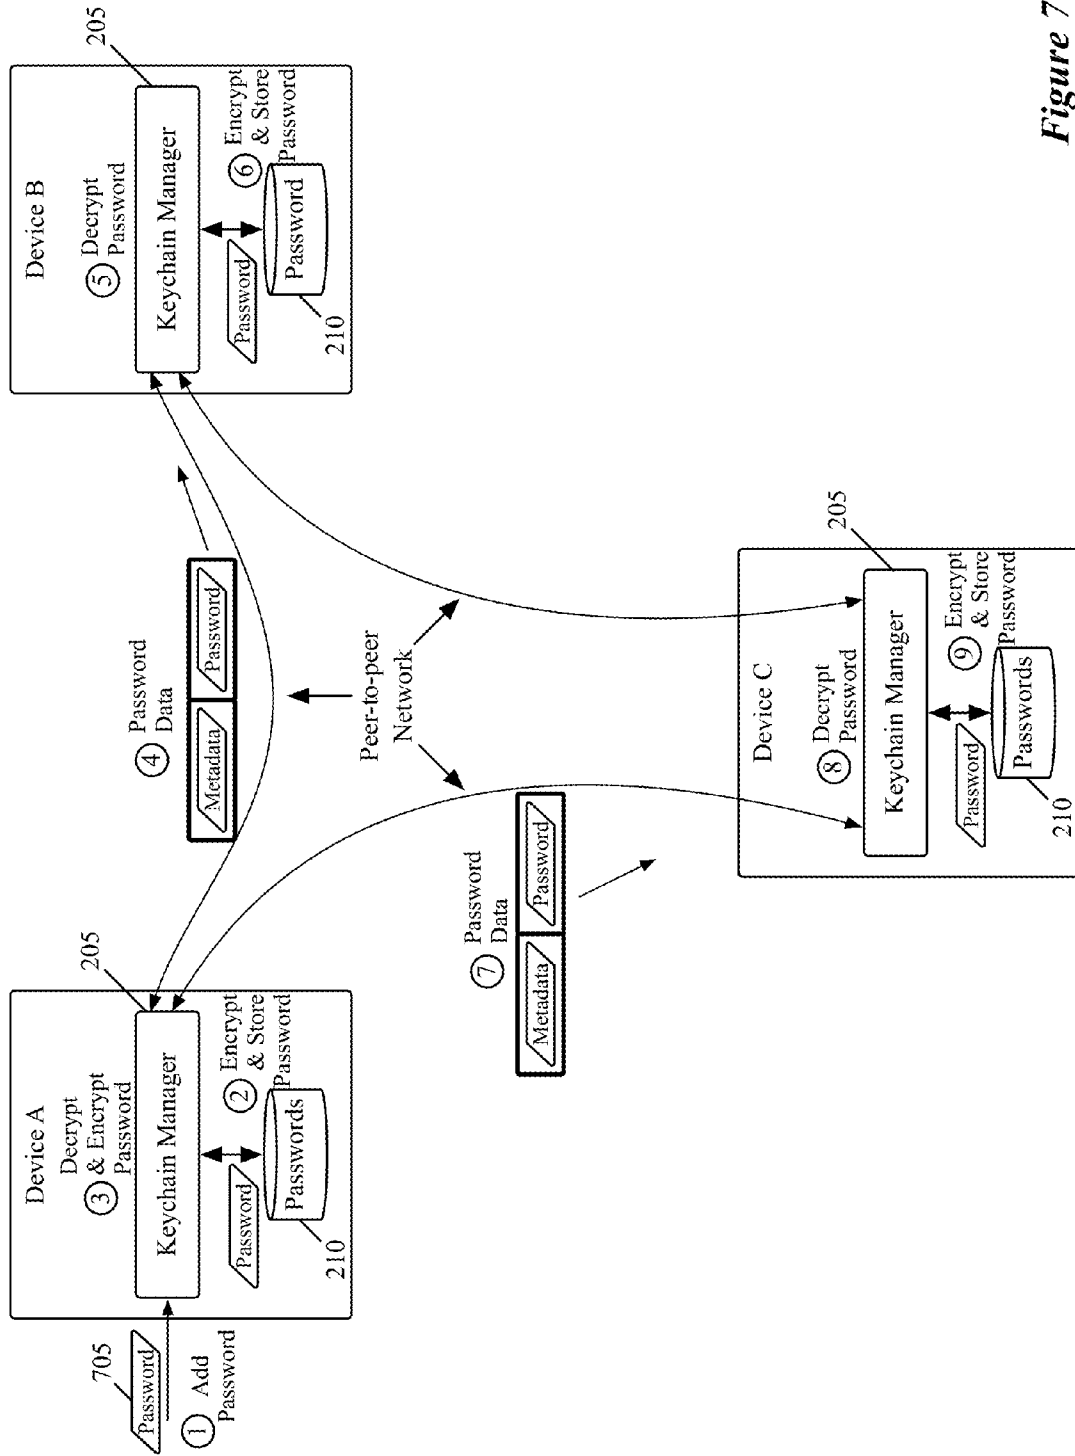 705
Password
1 Add
Password
Device A
Decrypt
3 & Encrypt
Password
205
Keychain Manager
Password
2 Encrypt
& Store
Password
Passwords
210
4 Password
Data
Metadata
Password
Peer-to-peer
Network
Device B
5 Decrypt
Password
205
Keychain Manager
Password
6 Encrypt
& Store
Password
Password
210
7 Password
Data
Metadata
Password
Device C
8 Decrypt
Password
205
Keychain Manager
Password
9 Encrypt
& Store
Password
Passwords
210
Figure 7